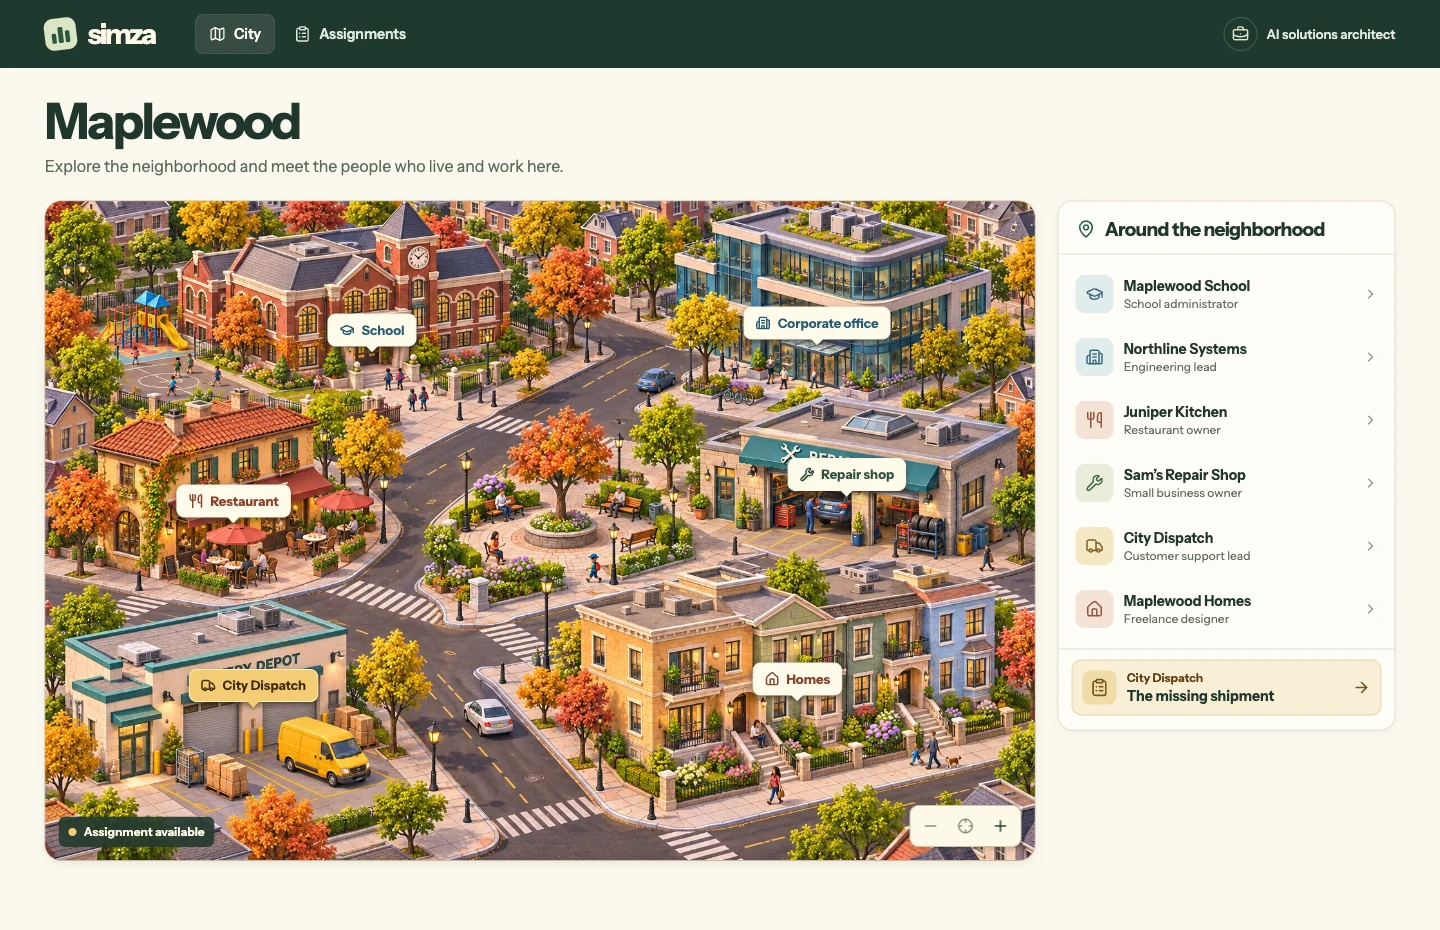 simza
City
Assignments
AI solutions architect
Maplewood
Explore the neighborhood and meet the people who live and work here.
School
Corporate office
Restaurant
Repair shop
DEPOT
City Dispatch
Homes
Assignment available
Around the neighborhood
Maplewood School
School administrator
Northline Systems
Engineering lead
Juniper Kitchen
Restaurant owner
Sam's Repair Shop
Small business owner
City Dispatch
Customer support lead
Maplewood Homes
Freelance designer
City Dispatch
The missing shipment